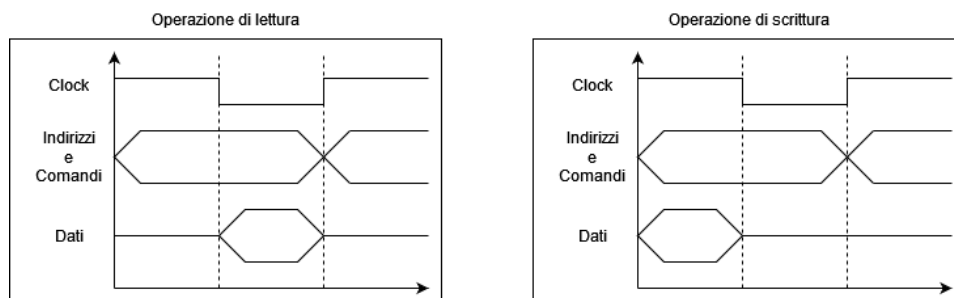 Operazione di lettura
Clock
Indirizzi
e
Comandi
Dati
Operazione di scrittura
Clock
Indirizzi
e
Comandi
Dati